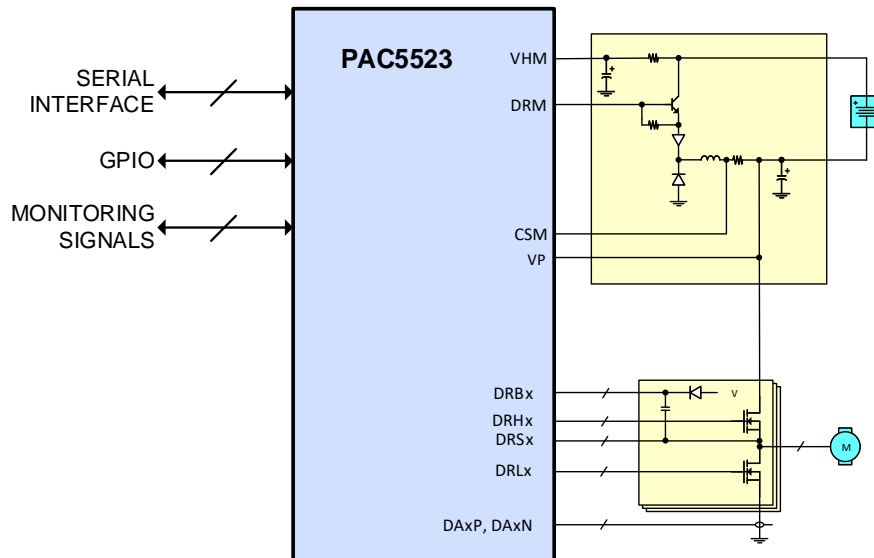 PAC5523
SERIAL
INTERFACE
GPIO
MONITORING
SIGNALS
VHM
DRM
+
+
+
CSM
VP
DRBx
V
DRHx
DRSx
M
DRLx
DAxP, DAxN